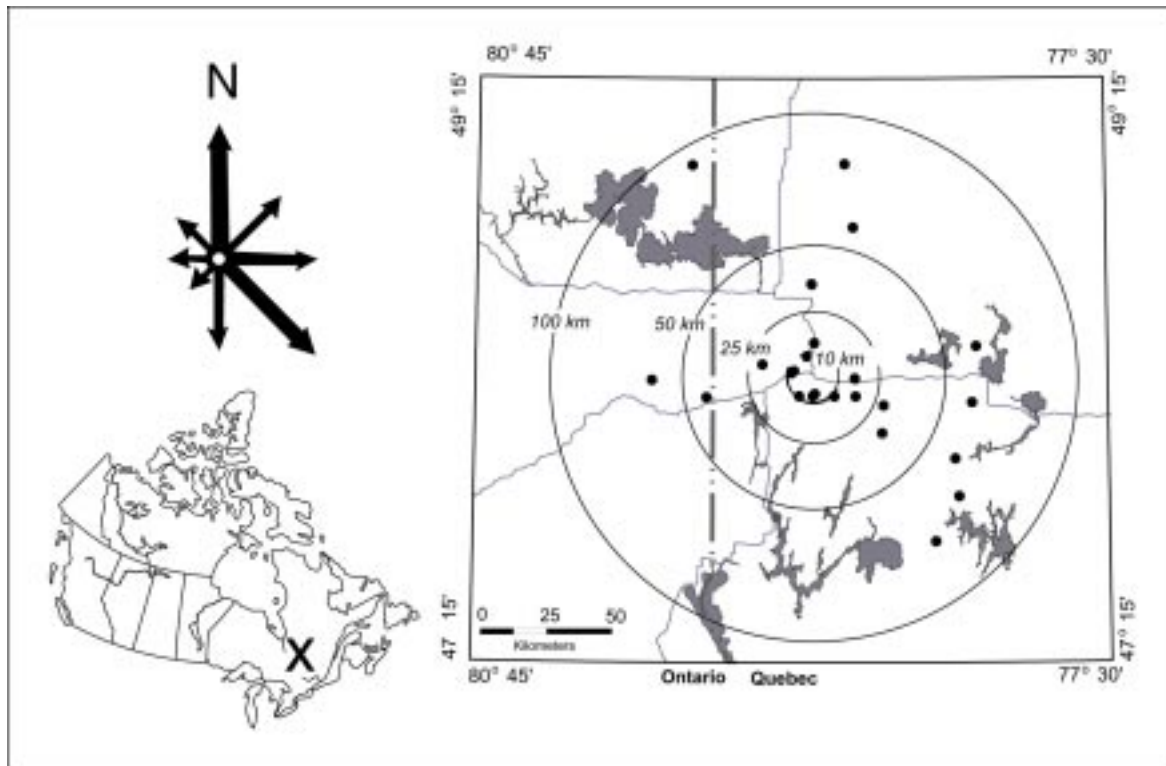 N
80° 45'
77° 30'
49° 15'
49° 15'
100 km
50 km
25 km
10 km
X
0 25 50
Kilometers
47° 15'
47° 15'
80° 45'
Ontario Quebec
77° 30'